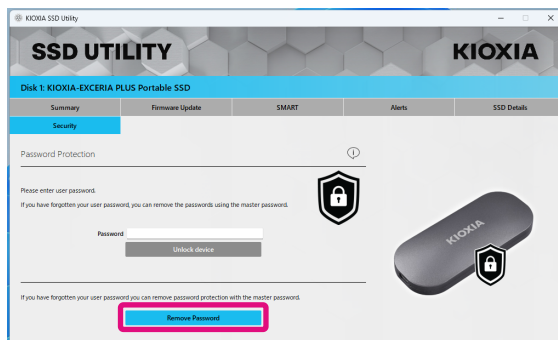 KIOXIA SSD Utility
SSD UTILITY
KIOXIA
Disk 1: KIOXIA-EXCERIA PLUS Portable SSD
Summary
Firmware Update
SMART
Alerts
SSD Details
Security
Password Protection
Please enter user password.
If you have forgotten your user password, you can remove the passwords using the master password.
Password
Unlock device
KIOXIA
If you have forgotten your user password you can remove password protection with the master password.
Remove Password